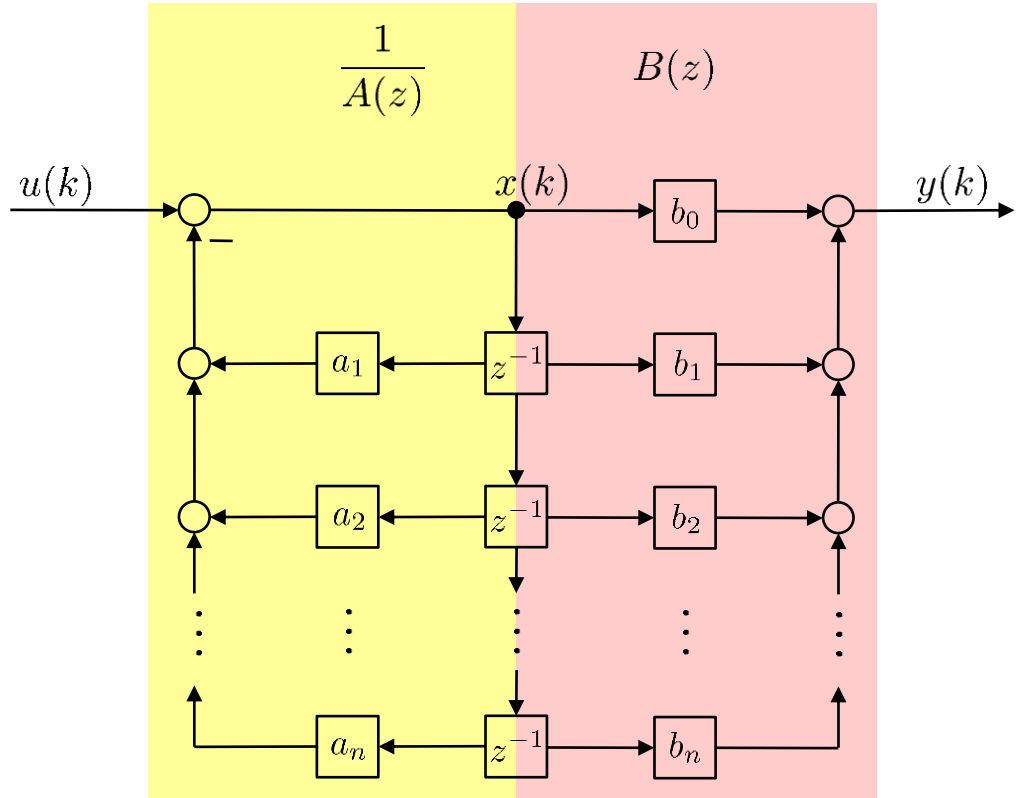 1
A(z)
B(z)
u(k)
x(k)
y(k)
−
b₀
a₁
z⁻¹
b₁
a₂
z⁻¹
b₂
⋮ ⋮ ⋮ ⋮ ⋮
aₙ
z⁻¹
bₙ